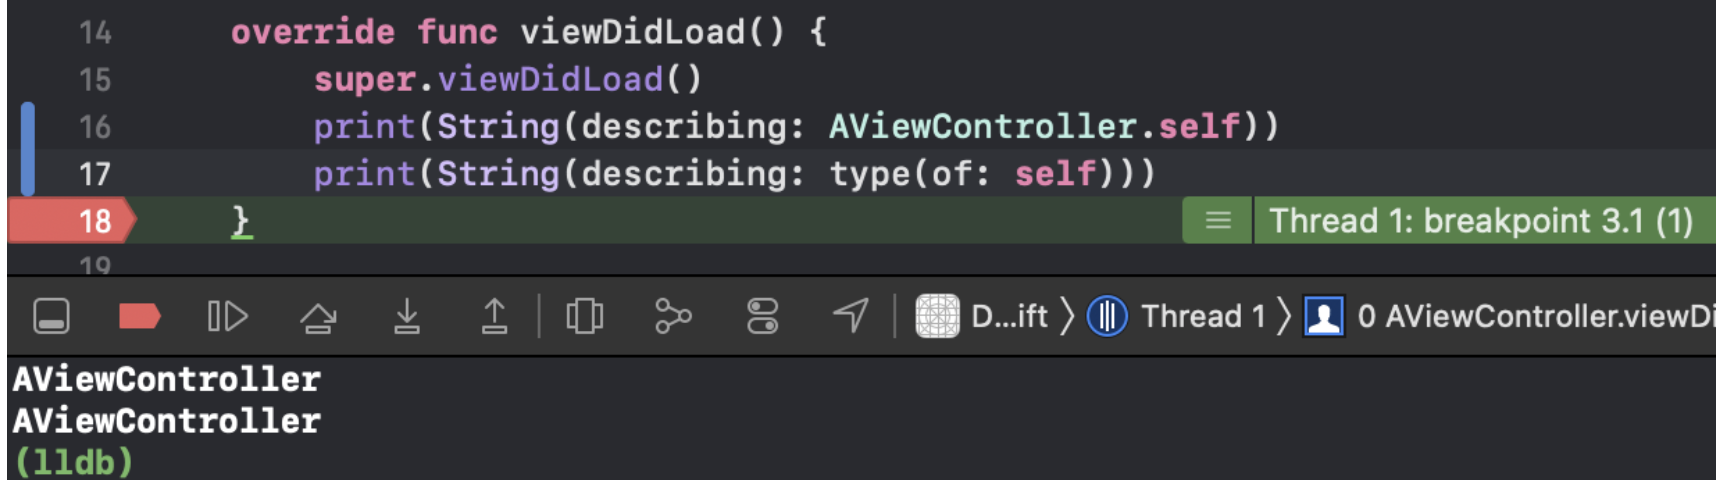 14 override func viewDidLoad() {
15 super.viewDidLoad()
16 print(String(describing: AViewController.self))
17 print(String(describing: type(of: self)))
18 } Thread 1: breakpoint 3.1 (1)
19
D...ift 〉 Thread 1 〉 0 AViewController.viewDi
AViewController
AViewController
(lldb)